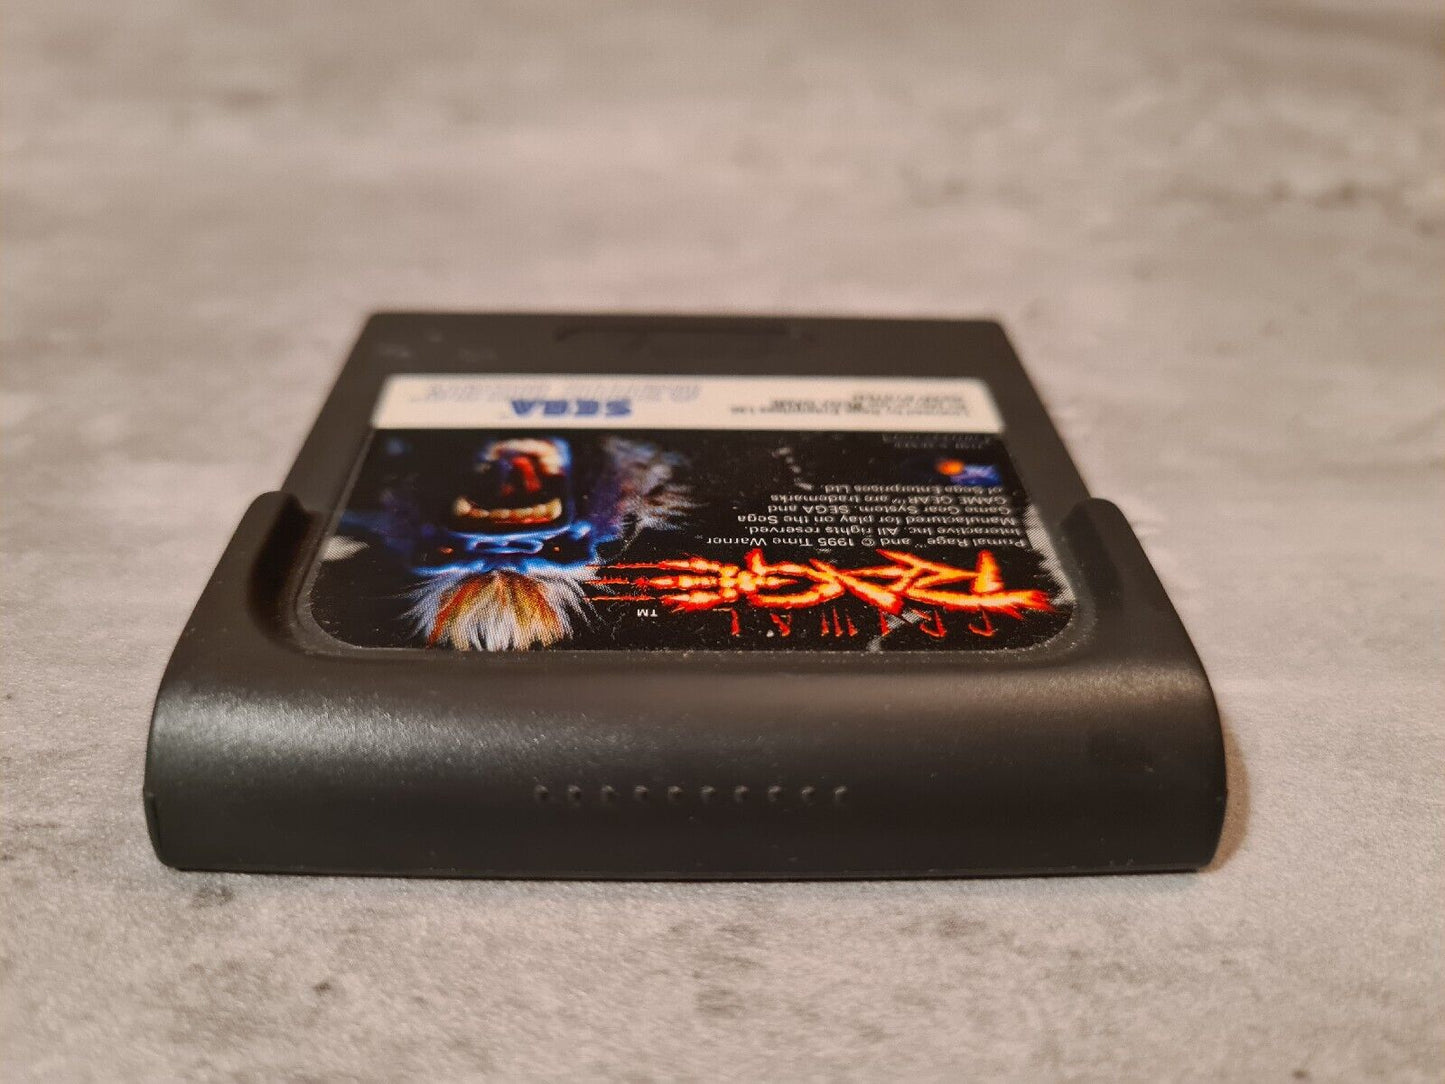 PRIMAL
RAGE
TM
Primal Rage™ and © 1995 Time Warner
Interactive Inc. All rights reserved.
Manufactured for play on the Sega
Game Gear System. SEGA and
GAME GEAR™ are trademarks
of Sega Enterprises Ltd.
SEGA™